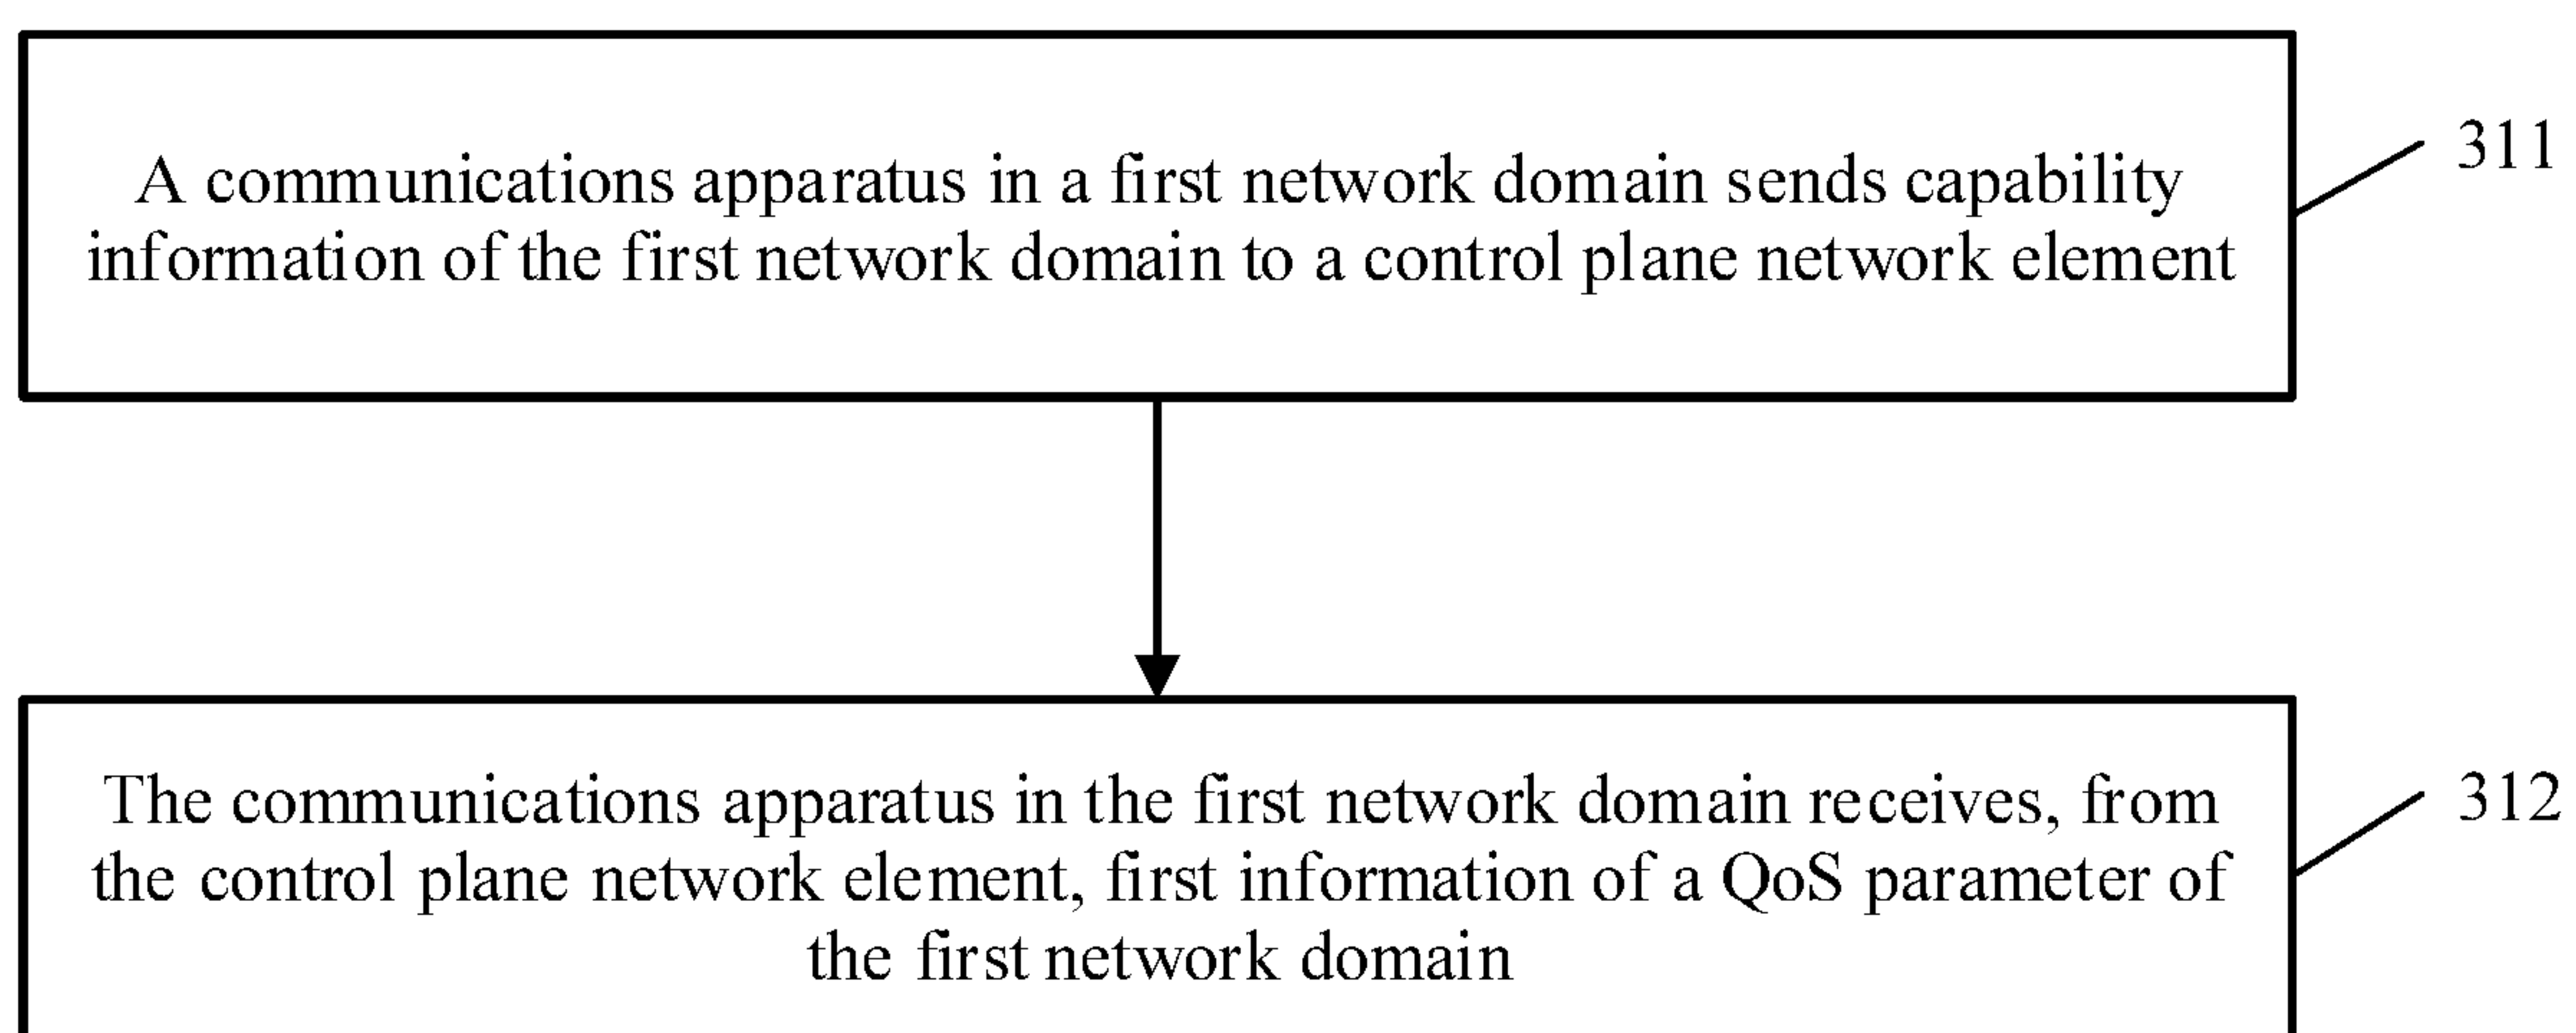 A communications apparatus in a first network domain sends capability
information of the first network domain to a control plane network element
311
The communications apparatus in the first network domain receives, from
the control plane network element, first information of a QoS parameter of
the first network domain
312